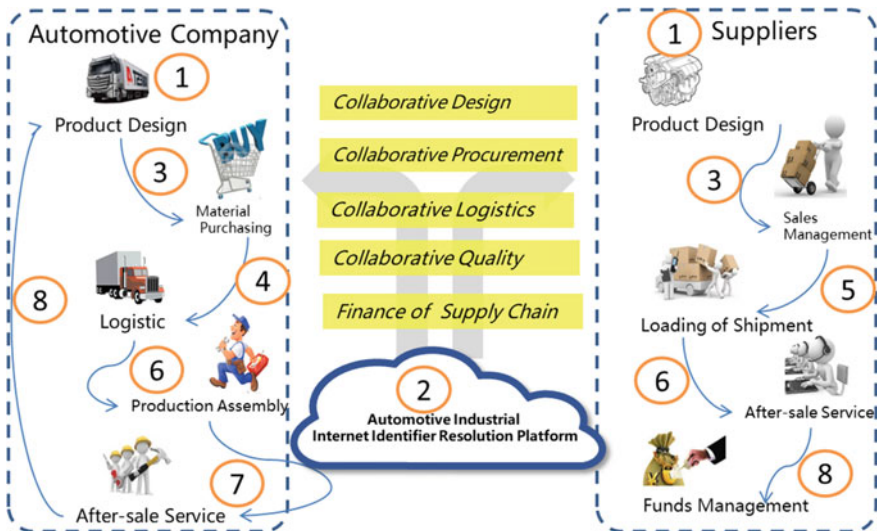 Automotive Company
1
Product Design
3
BUY
Material
Purchasing
4
8
Logistic
6
Production Assembly
7
After-sale Service
Collaborative Design
Collaborative Procurement
Collaborative Logistics
Collaborative Quality
Finance of Supply Chain
2
Automotive Industrial
Internet Identifier Resolution Platform
1
Suppliers
Product Design
3
Sales
Management
5
Loading of Shipment
6
After-sale Service
8
Funds Management